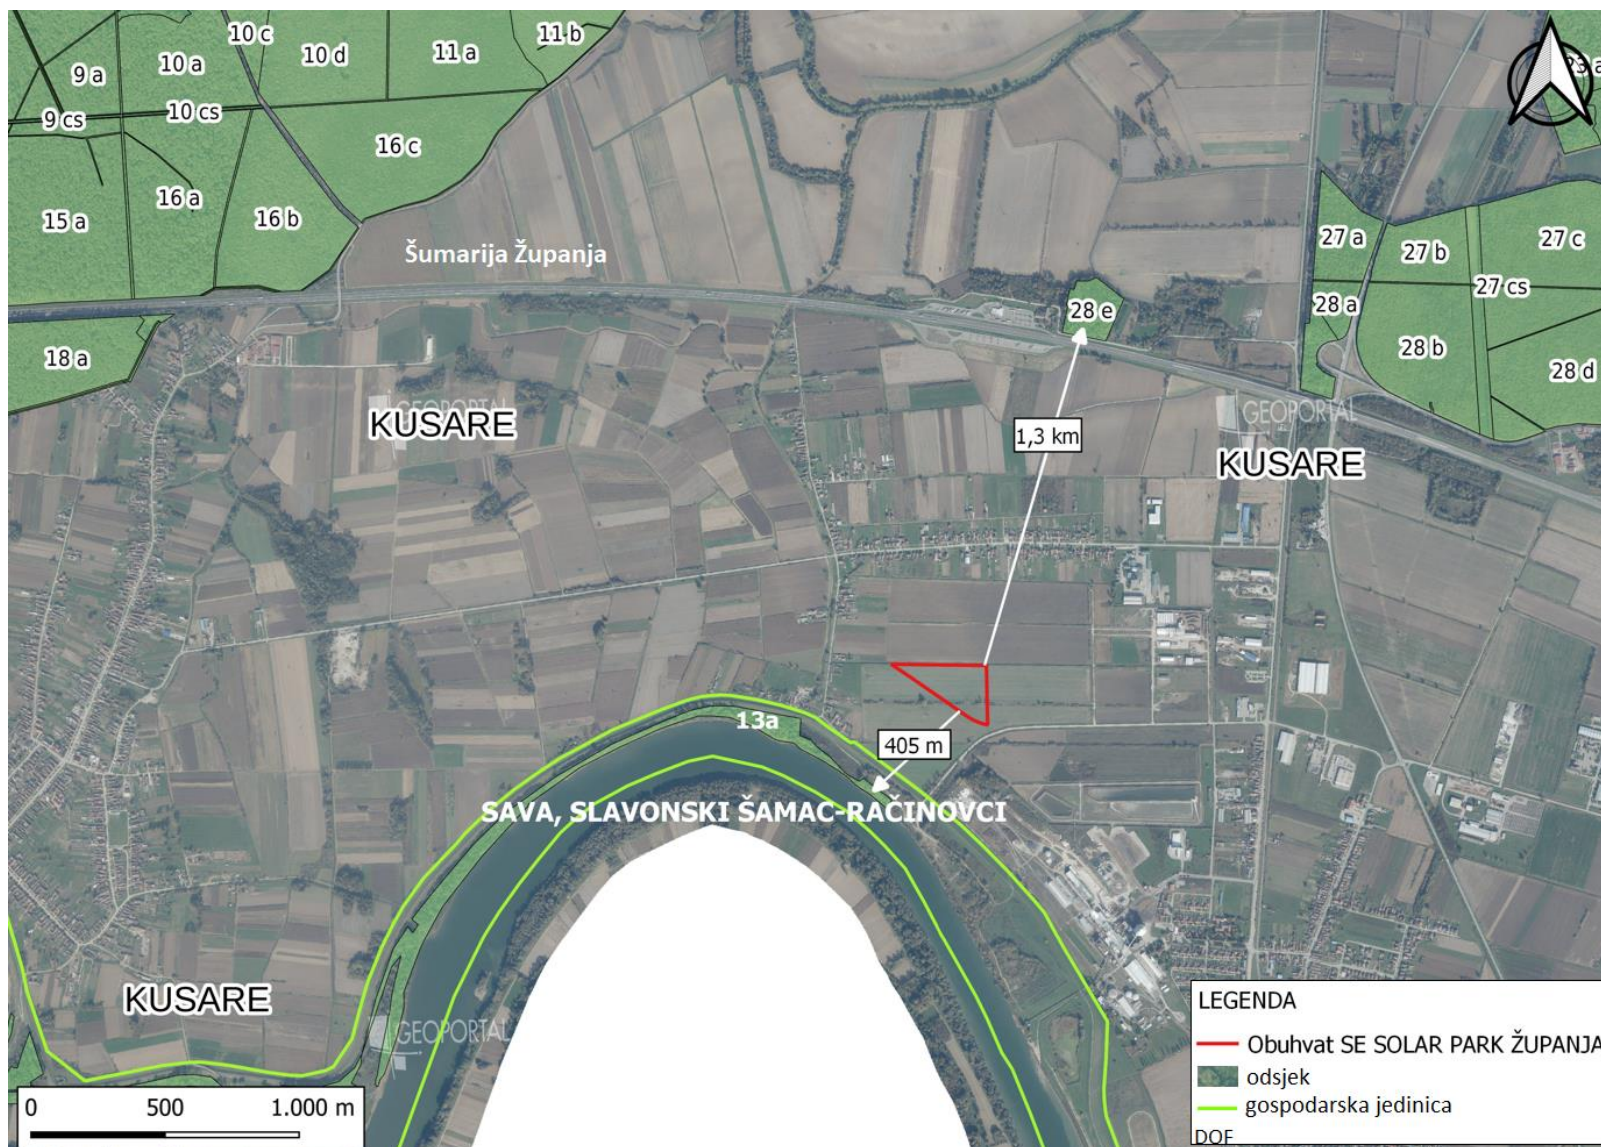 10 c
11 b
9 a
10 a
10 d
11 a
23 a
9 cs
10 cs
16 c
15 a
16 a
16 b
27 a
27 b
27 c
Šumarija Županja
28 e
28 a
27 cs
18 a
28 b
28 d
GEOPORTAL
GEOPORTAL
KUSARE
1,3 km
KUSARE
13a
405 m
SAVA, SLAVONSKI ŠAMAC-RAČINOVCI
KUSARE
GEOPORTAL
LEGENDA
Obuhvat SE SOLAR PARK ŽUPANJA
odsjek
gospodarska jedinica
DOF
0 500 1.000 m